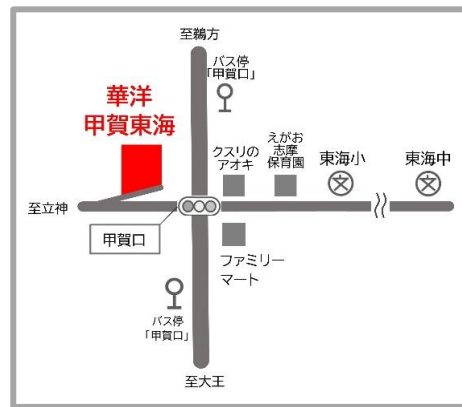 至鵜方
バス停
「甲賀口」
華洋
甲賀東海
クスリの
アオキ
えがお
志摩
保育園
東海小
東海中
文
文
至立神
甲賀口
ファミリー
マート
バス停
「甲賀口」
至大王